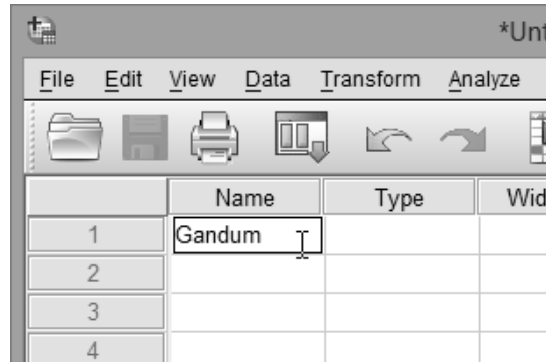 *Unt
File Edit View Data Transform Analyze
Name Type Wid
1 Gandum
2
3
4